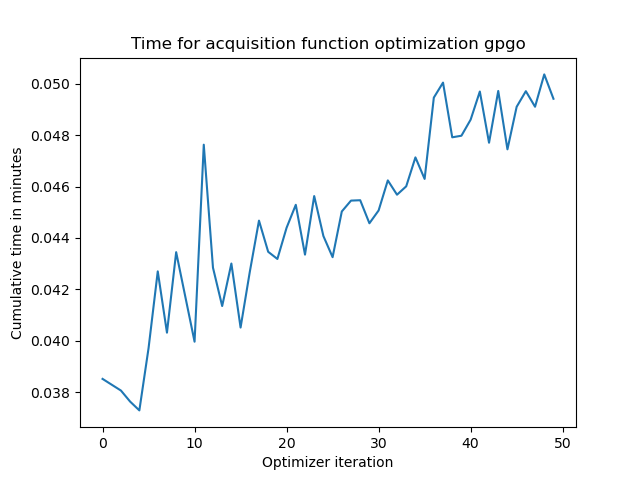 Time for acquisition function optimization gpgo
Cumulative time in minutes
0.050
0.048
0.046
0.044
0.042
0.040
0.038
0 10 20 30 40 50
Optimizer iteration